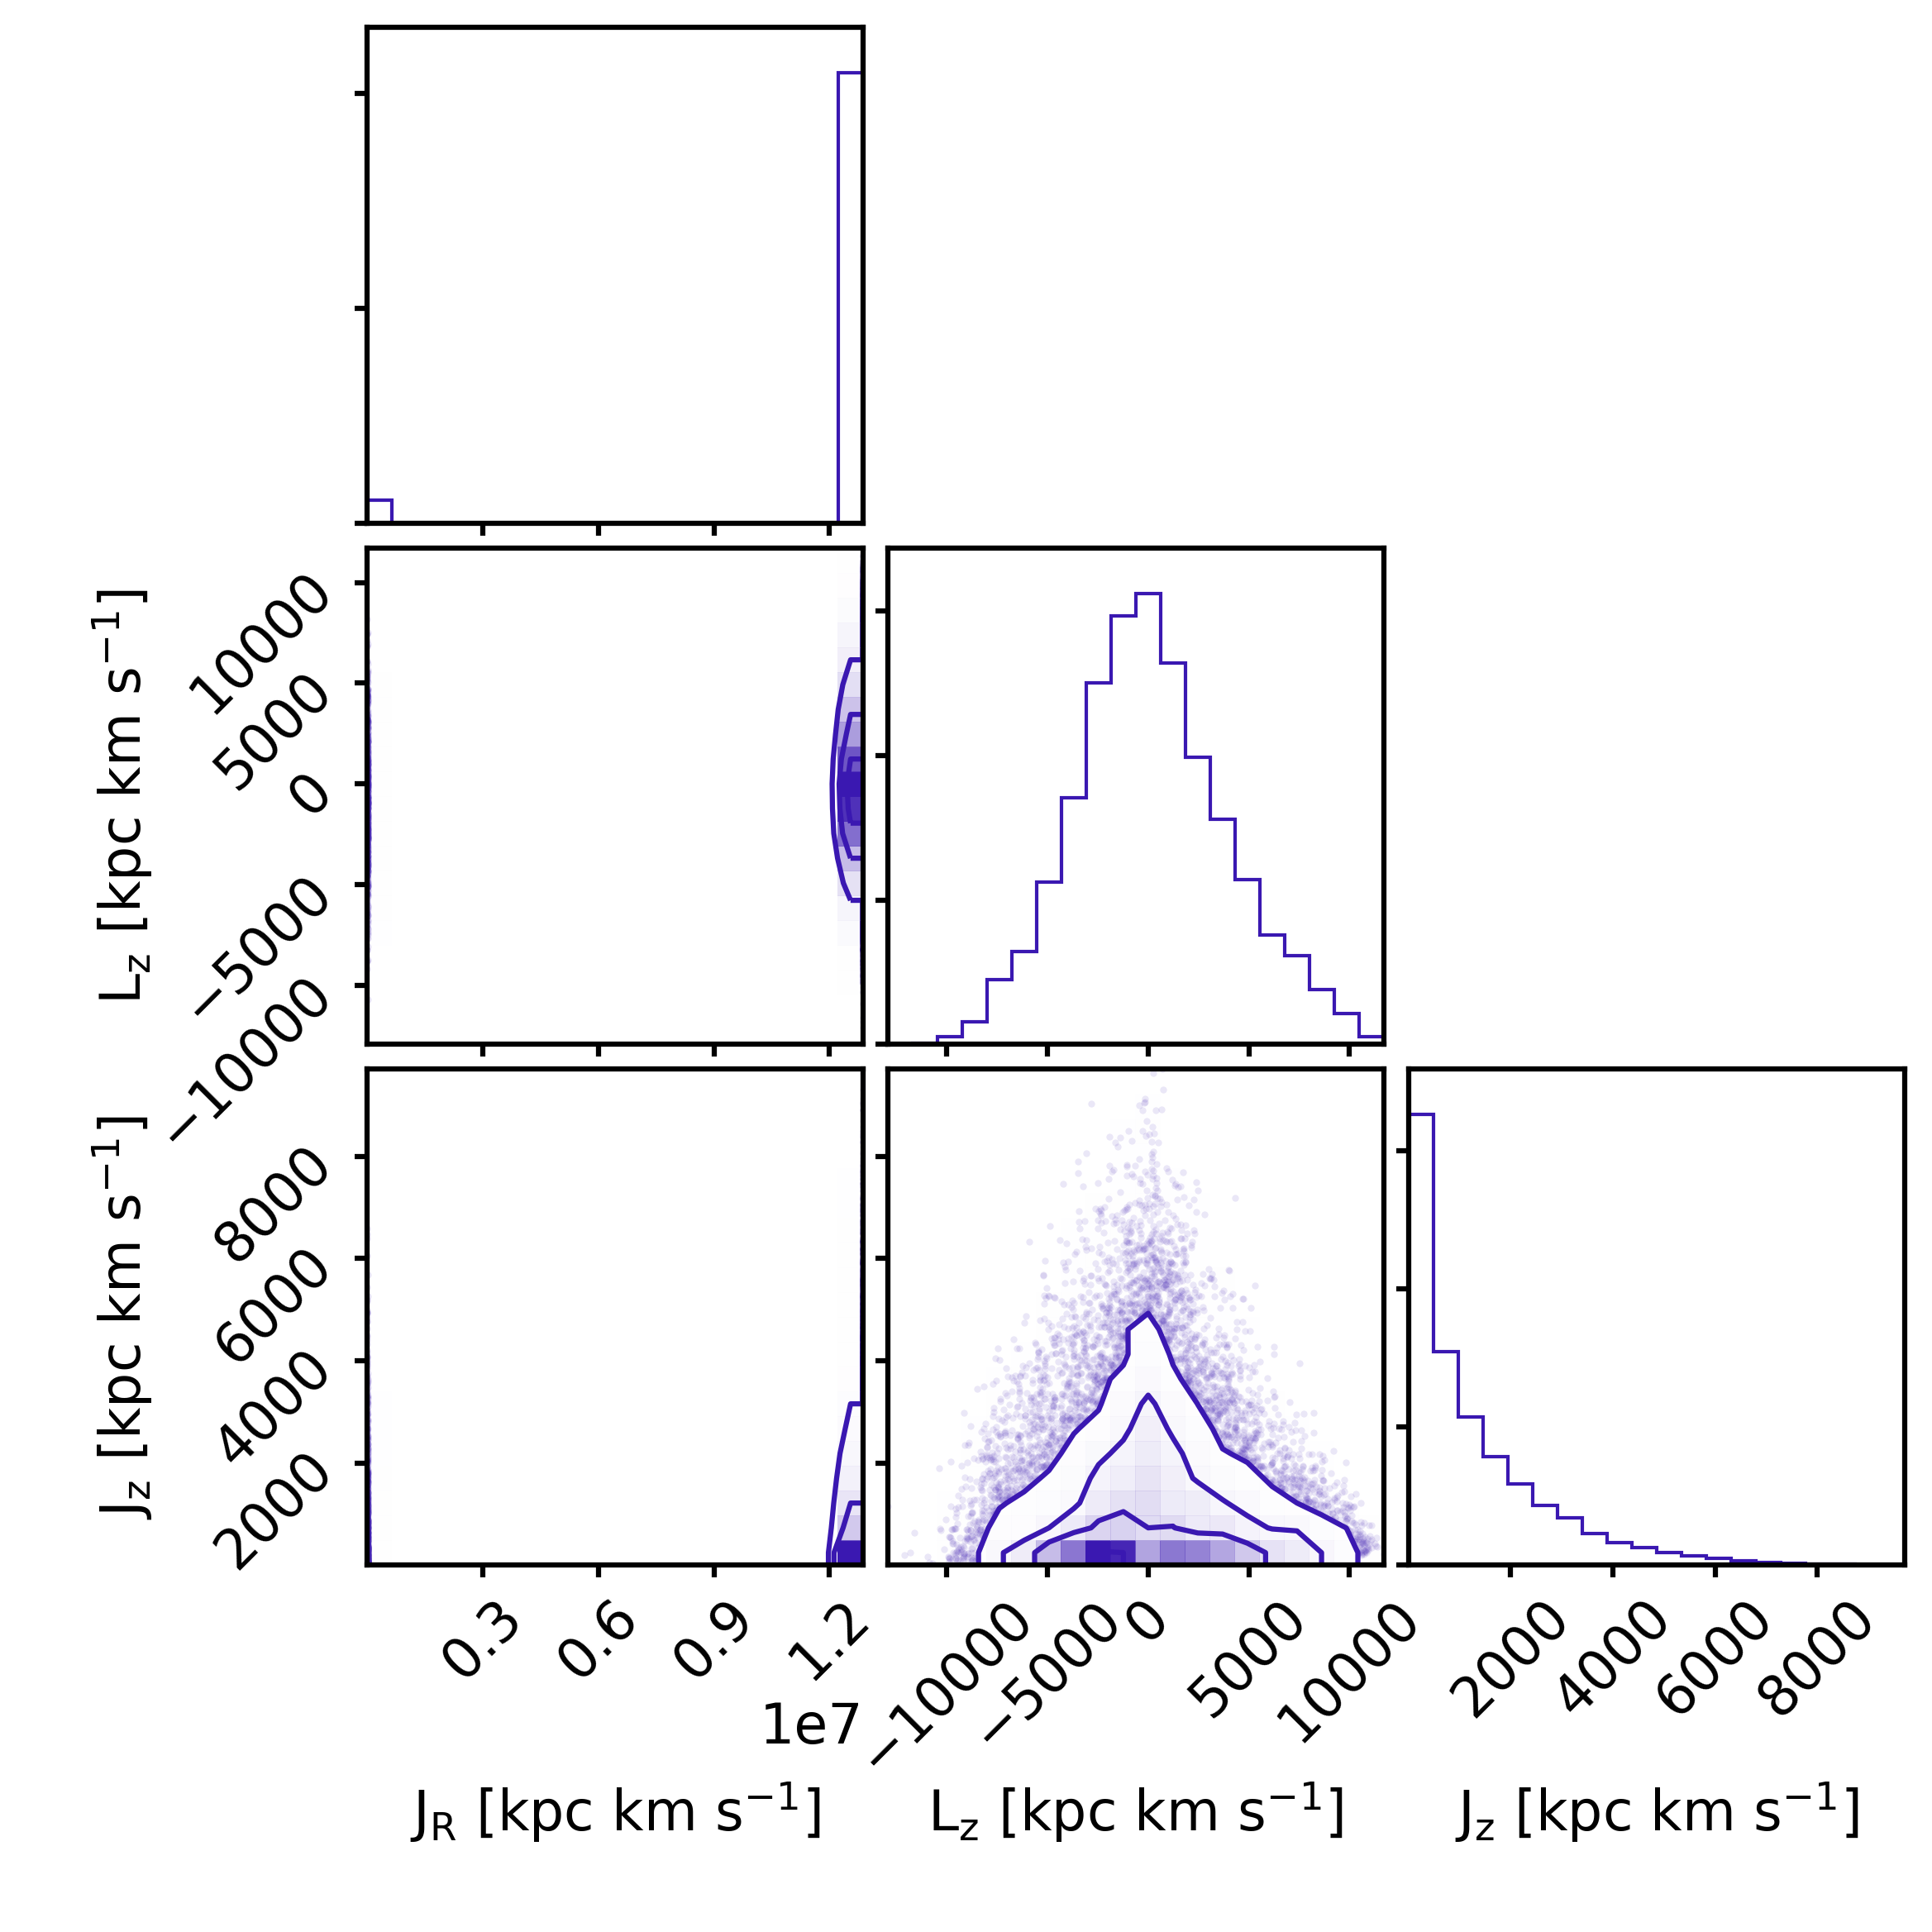 L_z [kpc km s⁻¹]
10000
5000
0
−5000
−10000
J_z [kpc km s⁻¹]
8000
6000
4000
2000
0.3 0.6 0.9 1.2
1e7
−10000 −5000 0 5000 10000
2000 4000 6000 8000
J_R [kpc km s⁻¹] L_z [kpc km s⁻¹] J_z [kpc km s⁻¹]